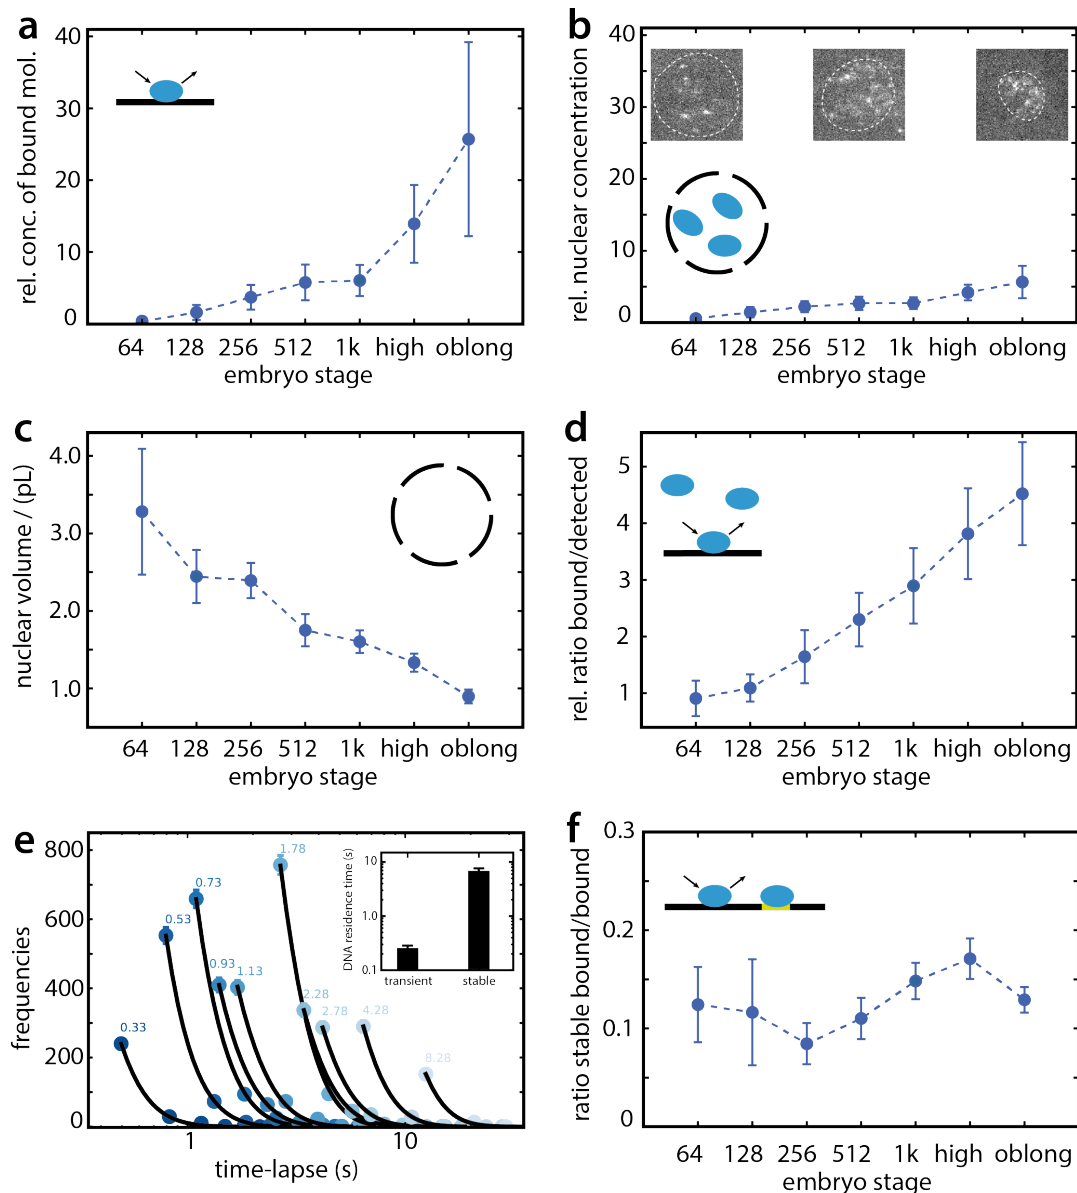 a
rel. conc. of bound mol.
40
30
20
10
0
64 128 256 512 1k high oblong
embryo stage
b
rel. nuclear concentration
40
35
30
25
20
15
10
5
0
64 128 256 512 1k high oblong
embryo stage
c
nuclear volume / (pL)
4.0
3.0
2.0
1.0
64 128 256 512 1k high oblong
embryo stage
d
rel. ratio bound/detected
5
4
3
2
1
64 128 256 512 1k high oblong
embryo stage
e
frequencies
800
600
400
200
0
0.33
0.53
0.73
0.93
1.13
1.78
2.28
2.78
4.28
8.28
DNA residence time (s)
10
1.0
0.1
transient stable
1 10
time-lapse (s)
f
ratio stable bound/bound
0.3
0.2
0.1
0
64 128 256 512 1k high oblong
embryo stage